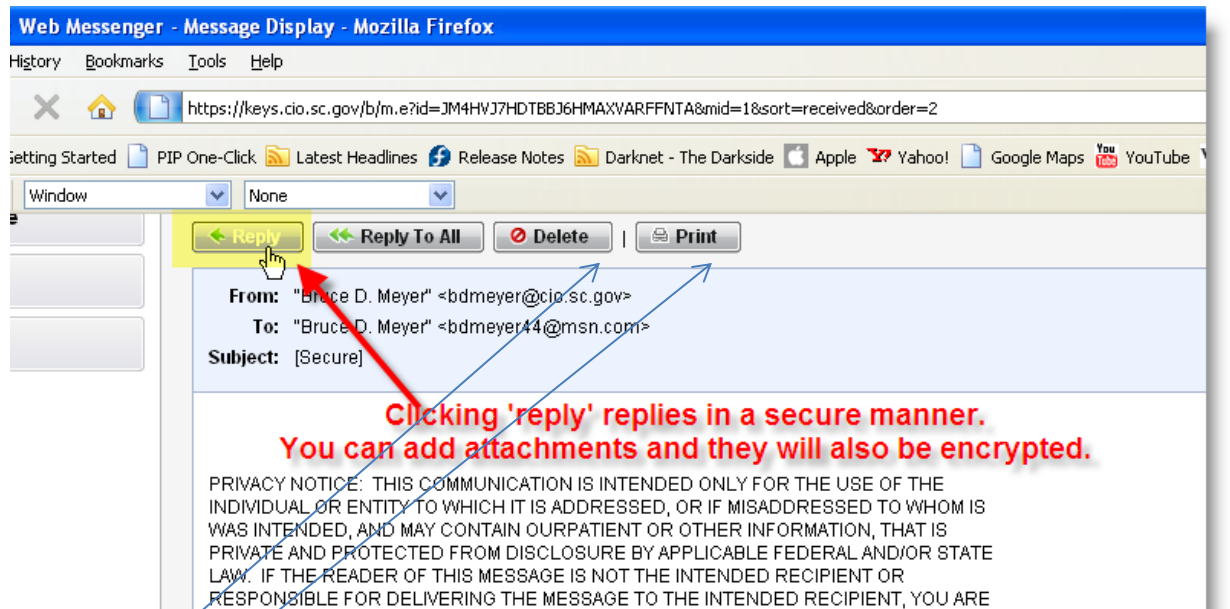 Web Messenger - Message Display - Mozilla Firefox
History Bookmarks Tools Help
https://keys.cio.sc.gov/b/m.e?id=JM4HVJ7HDTBBJ6HMAXVARFFNTA&mid=1&sort=received&order=2
Getting Started PIP One-Click Latest Headlines Release Notes Darknet - The Darkside Apple Yahoo! Google Maps YouTube
Window None
Reply Reply To All Delete | Print
From: "Bruce D. Meyer" <bdmeyer@cio.sc.gov>
To: "Bruce D. Meyer" <bdmeyer44@msn.com>
Subject: [Secure]
Clicking 'reply' replies in a secure manner.
You can add attachments and they will also be encrypted.
PRIVACY NOTICE: THIS COMMUNICATION IS INTENDED ONLY FOR THE USE OF THE
INDIVIDUAL OR ENTITY TO WHICH IT IS ADDRESSED, OR IF MISADDRESSED TO WHOM IS
WAS INTENDED, AND MAY CONTAIN OURPATIENT OR OTHER INFORMATION, THAT IS
PRIVATE AND PROTECTED FROM DISCLOSURE BY APPLICABLE FEDERAL AND/OR STATE
LAW. IF THE READER OF THIS MESSAGE IS NOT THE INTENDED RECIPIENT OR
RESPONSIBLE FOR DELIVERING THE MESSAGE TO THE INTENDED RECIPIENT, YOU ARE